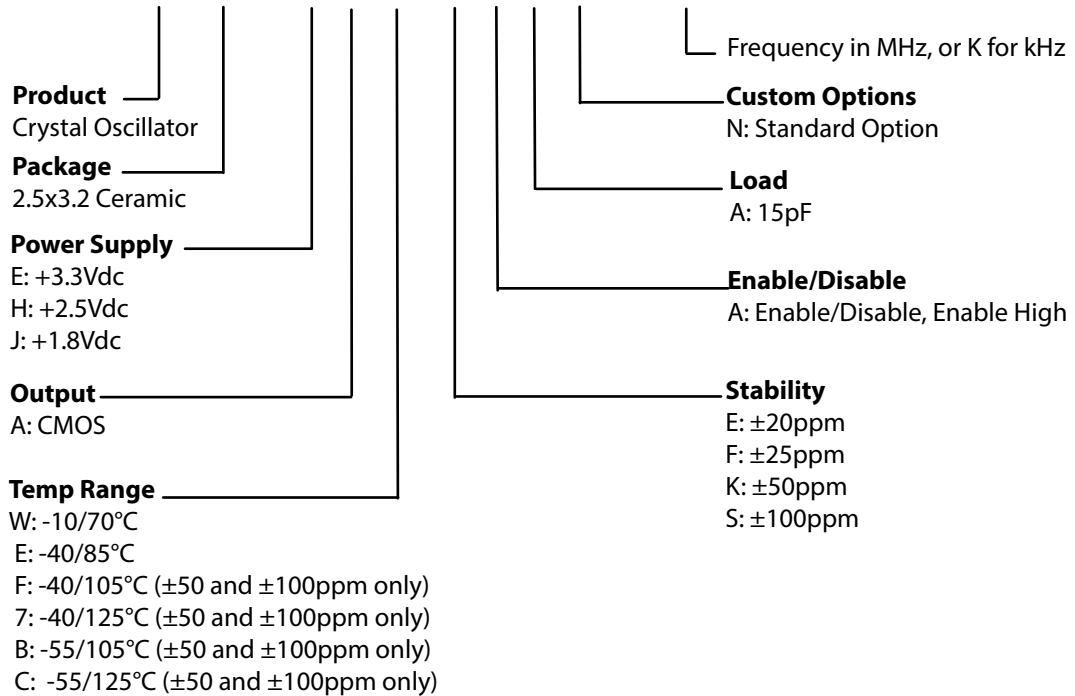 Frequency in MHz, or K for kHz
Product
Crystal Oscillator
Package
2.5x3.2 Ceramic
Power Supply
E: +3.3Vdc
H: +2.5Vdc
J: +1.8Vdc
Output
A: CMOS
Temp Range
W: -10/70°C
E: -40/85°C
F: -40/105°C (±50 and ±100ppm only)
7: -40/125°C (±50 and ±100ppm only)
B: -55/105°C (±50 and ±100ppm only)
C: -55/125°C (±50 and ±100ppm only)
Custom Options
N: Standard Option
Load
A: 15pF
Enable/Disable
A: Enable/Disable, Enable High
Stability
E: ±20ppm
F: ±25ppm
K: ±50ppm
S: ±100ppm